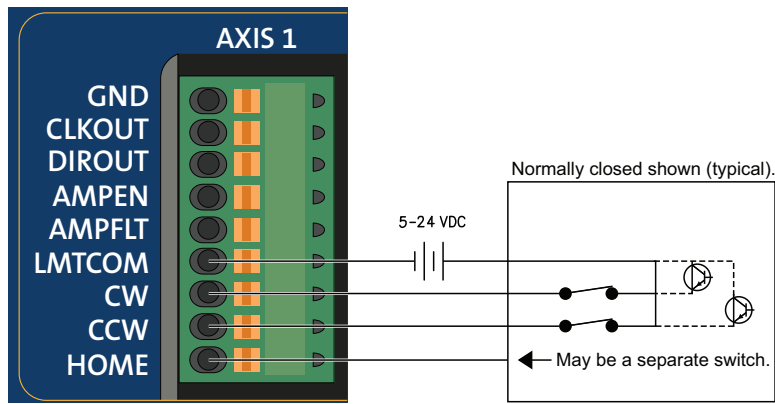 AXIS 1
GND
CLKOUT
DIROUT
AMPEN
AMPFLT
LMTCOM
CW
CCW
HOME
5-24 VDC
Normally closed shown (typical).
May be a separate switch.